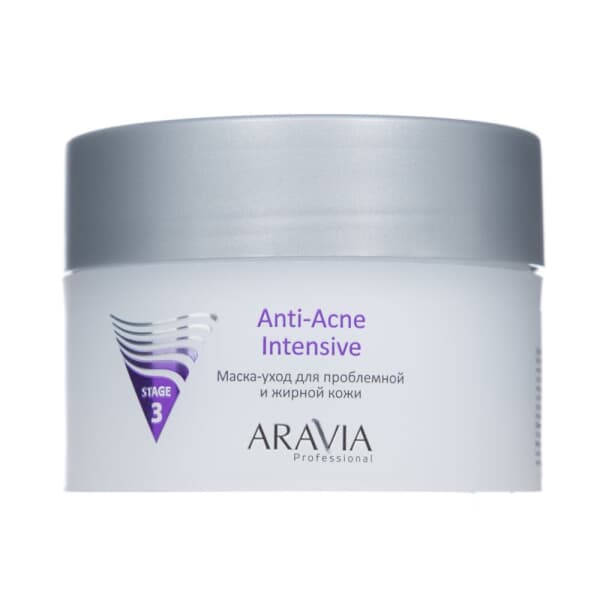 Anti-Acne
Intensive
Маска-уход для проблемной
и жирной кожи
STAGE
3
ARAVIA
Professional